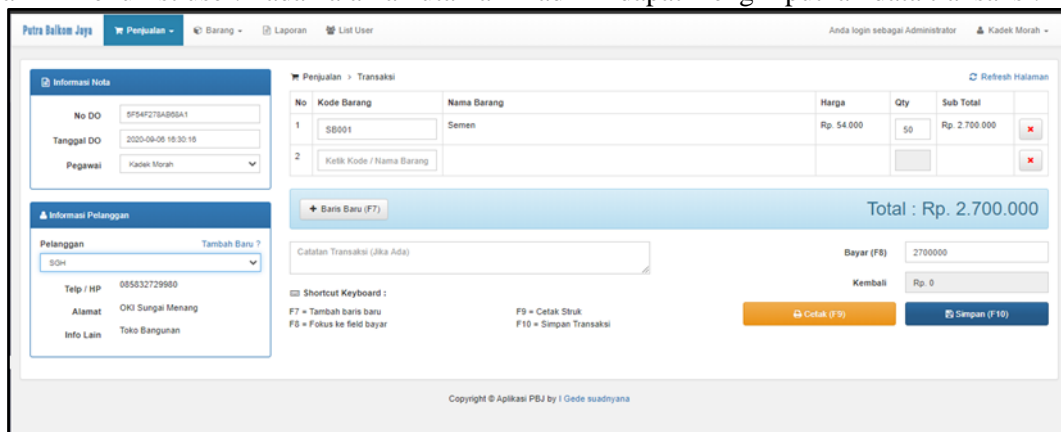 Putra Balkom Jaya Penjualan Barang Laporan List User Anda login sebagai Administrator Kadek Morah
Informasi Nota
No DO 5F54F278AB68A1
Tanggal DO 2020-09-06 16:30:16
Pegawai Kadek Morah
Informasi Pelanggan
Pelanggan Tambah Baru ?
SGH
Telp / HP 085832729980
Alamat OKI Sungai Menang
Info Lain Toko Bangunan
Penjualan > Transaksi Refresh Halaman
No Kode Barang Nama Barang Harga Qty Sub Total
1 SB001 Semen Rp. 54.000 50 Rp. 2.700.000
2 Ketik Kode / Nama Barang
+ Baris Baru (F7) Total : Rp. 2.700.000
Catatan Transaksi (Jika Ada) Bayar (F8) 2700000
Kembali Rp. 0
Shortcut Keyboard :
F7 = Tambah baris baru F9 = Cetak Struk
F8 = Fokus ke field bayar F10 = Simpan Transaksi
Cetak (F9) Simpan (F10)
Copyright © Aplikasi PBJ by I Gede suadnyana